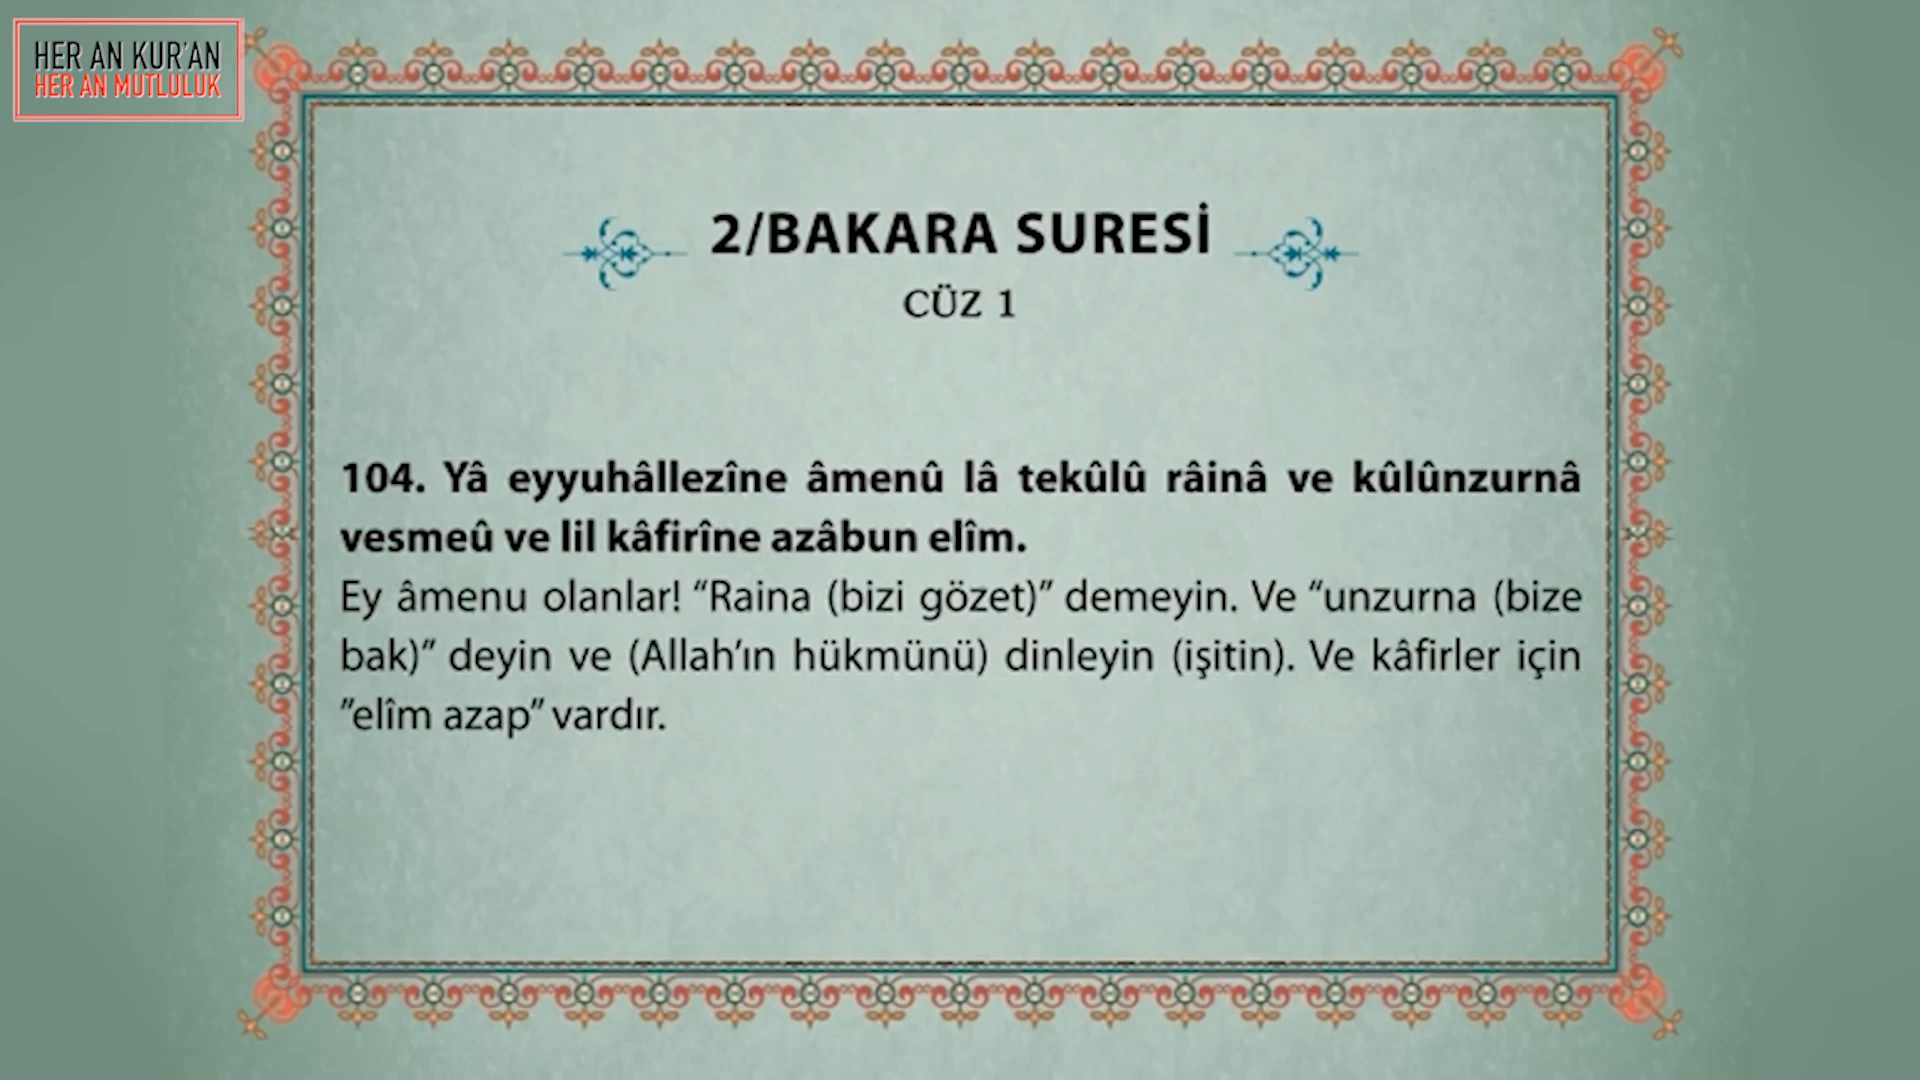 HER AN KUR'AN
HER AN MUTLULUK
2/BAKARA SURESİ
CÜZ 1
104. Yâ eyyuhâllezîne âmenû lâ tekûlû râinâ ve kûlûnzurnâ
vesmeû ve lil kâfirîne azâbun elîm.
Ey âmenu olanlar! “Raina (bizi gözet)” demeyin. Ve “unzurna (bize
bak)” deyin ve (Allah’ın hükmünü) dinleyin (işitin). Ve kâfirler için
”elîm azap” vardır.